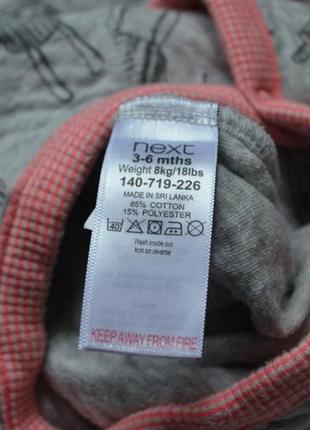 next
3-6 mths
Weight 8kg/18lbs
140-719-226
MADE IN SRI LANKA
85% COTTON
15% POLYESTER
40
Wash inside out
Iron on reverse
KEEP AWAY FROM FIRE